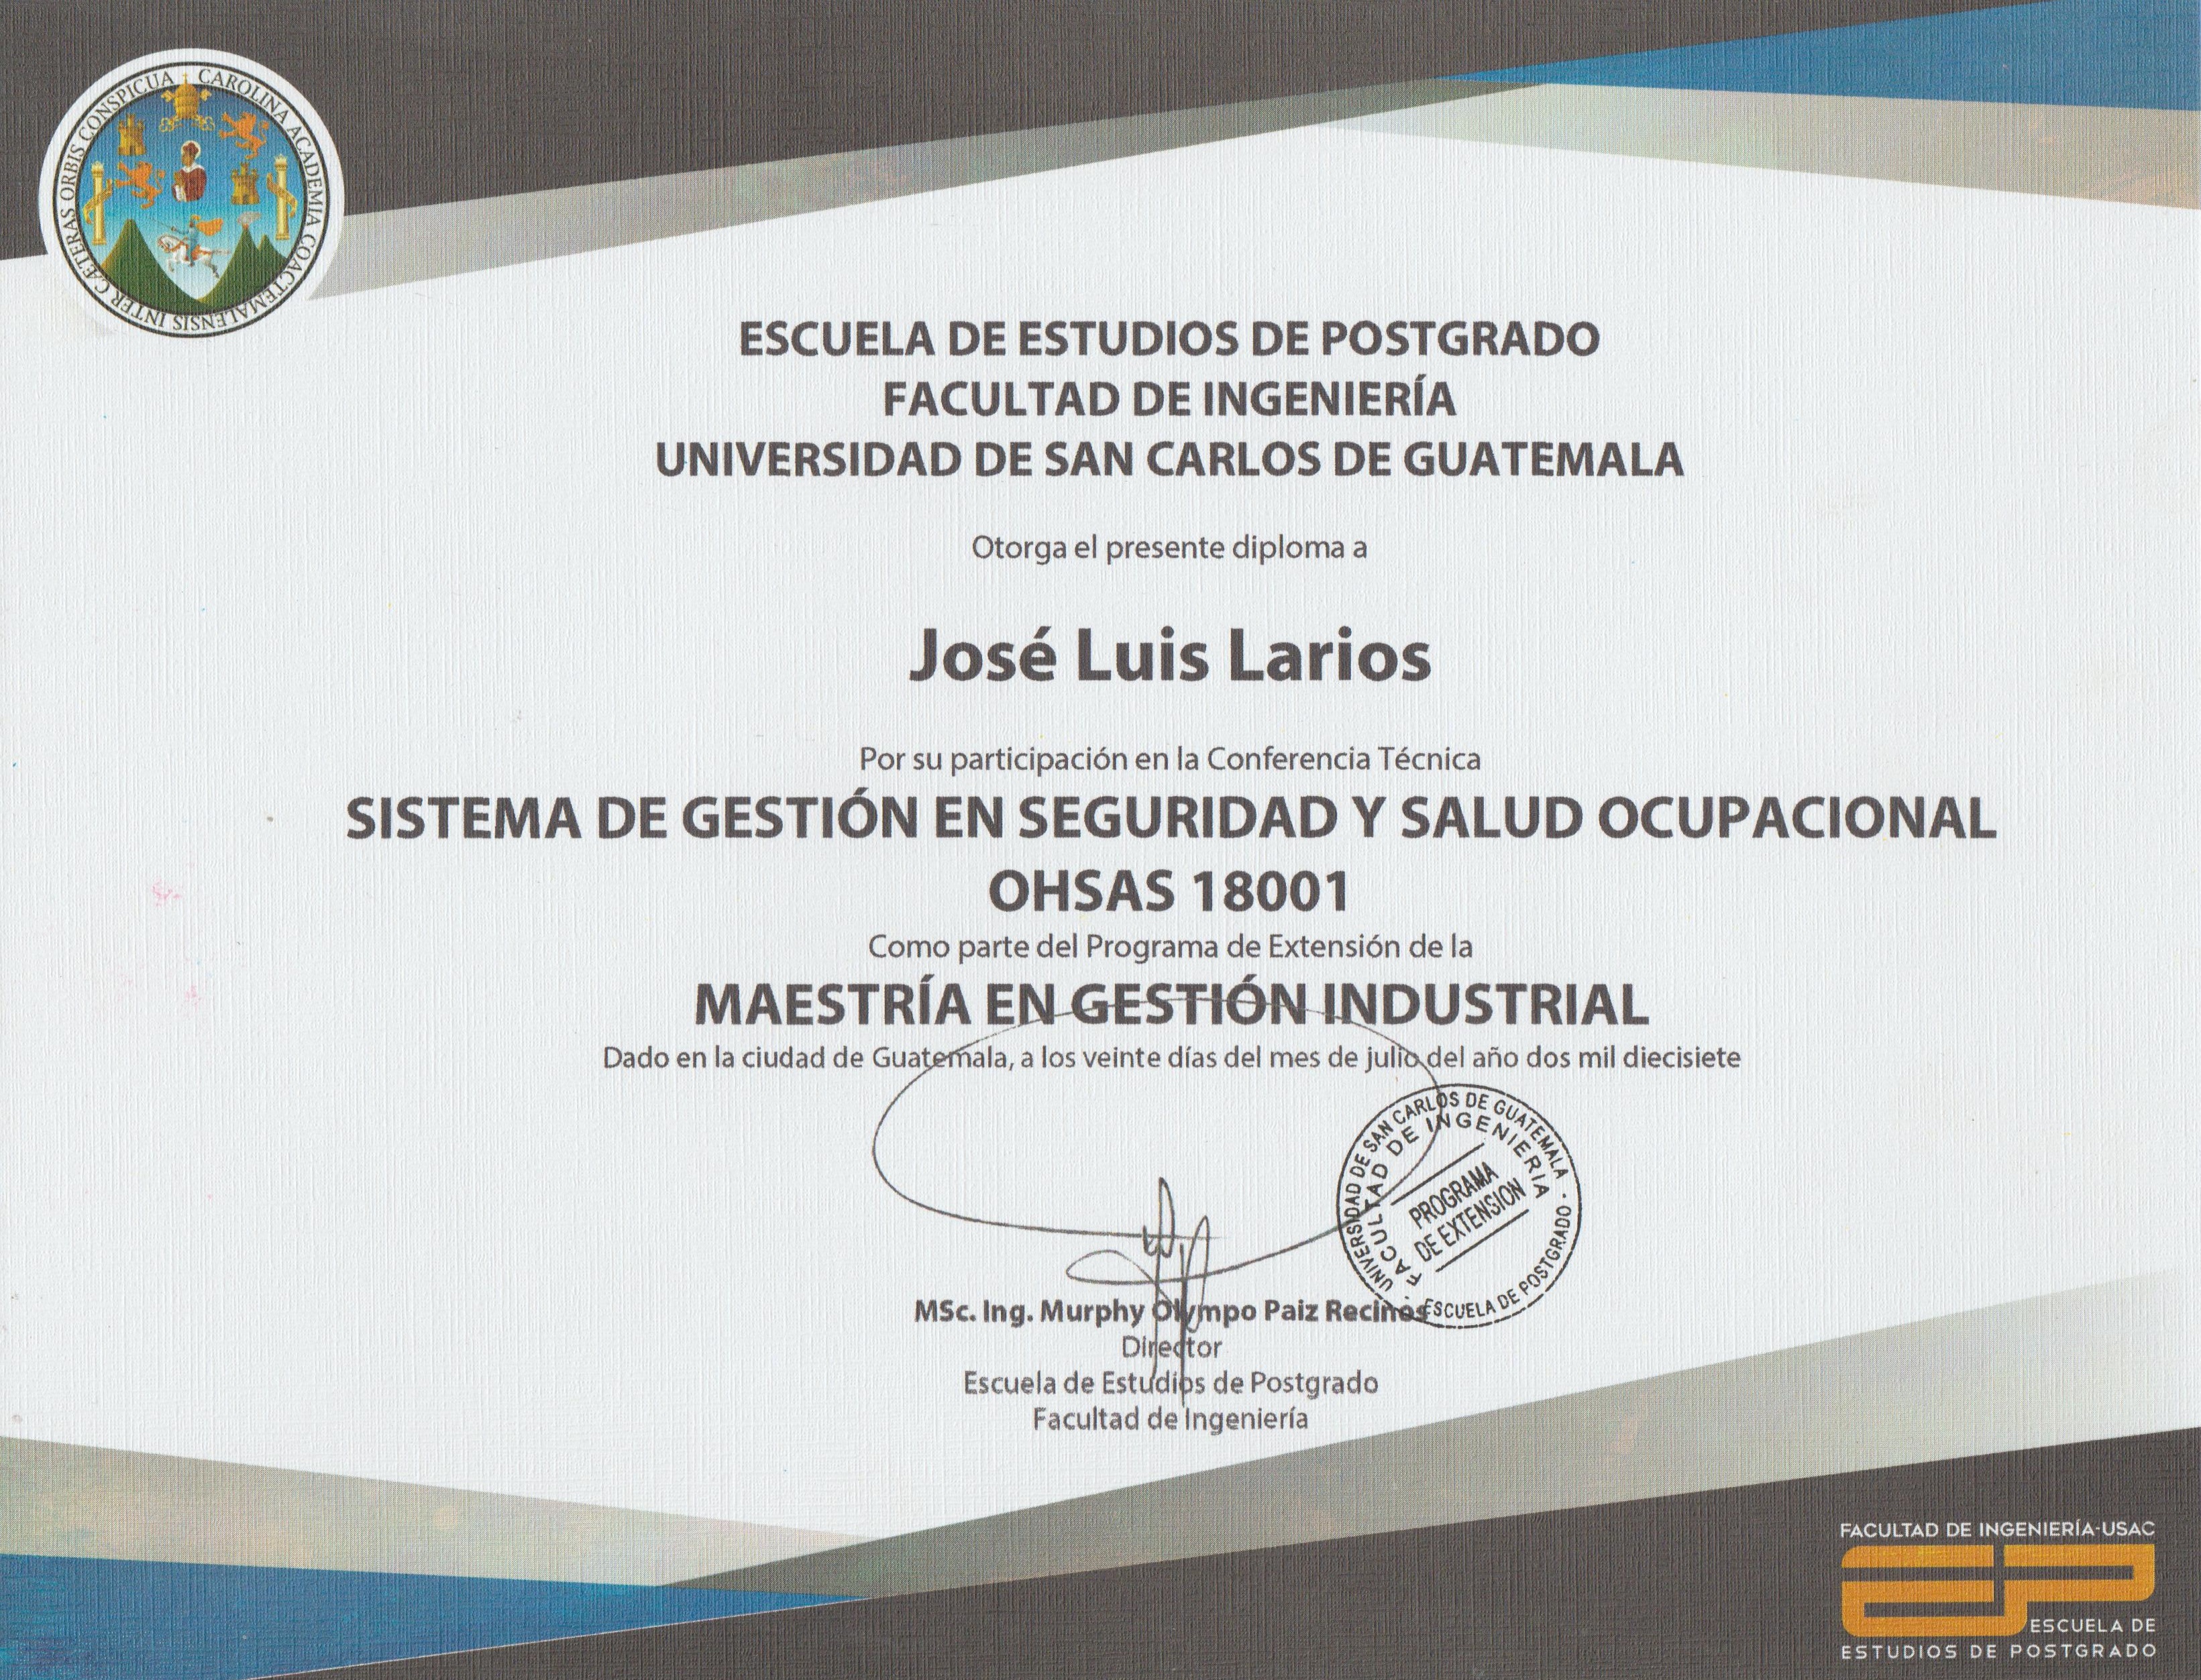 CAROLINA ACADEMIA COACTEMALENSIS INTER CÆTERAS ORBIS CONSPICUA
ESCUELA DE ESTUDIOS DE POSTGRADO
FACULTAD DE INGENIERÍA
UNIVERSIDAD DE SAN CARLOS DE GUATEMALA
Otorga el presente diploma a
José Luis Larios
Por su participación en la Conferencia Técnica
SISTEMA DE GESTIÓN EN SEGURIDAD Y SALUD OCUPACIONAL
OHSAS 18001
Como parte del Programa de Extensión de la
MAESTRÍA EN GESTIÓN INDUSTRIAL
Dado en la ciudad de Guatemala, a los veinte días del mes de julio del año dos mil diecisiete
UNIVERSIDAD DE SAN CARLOS DE GUATEMALA -
FACULTAD DE INGENIERIA
PROGRAMA
DE EXTENSION
- ESCUELA DE POSTGRADO -
MSc. Ing. Murphy Olympo Paiz Recinos
Director
Escuela de Estudios de Postgrado
Facultad de Ingeniería
FACULTAD DE INGENIERÍA-USAC
EP
ESCUELA DE
ESTUDIOS DE POSTGRADO